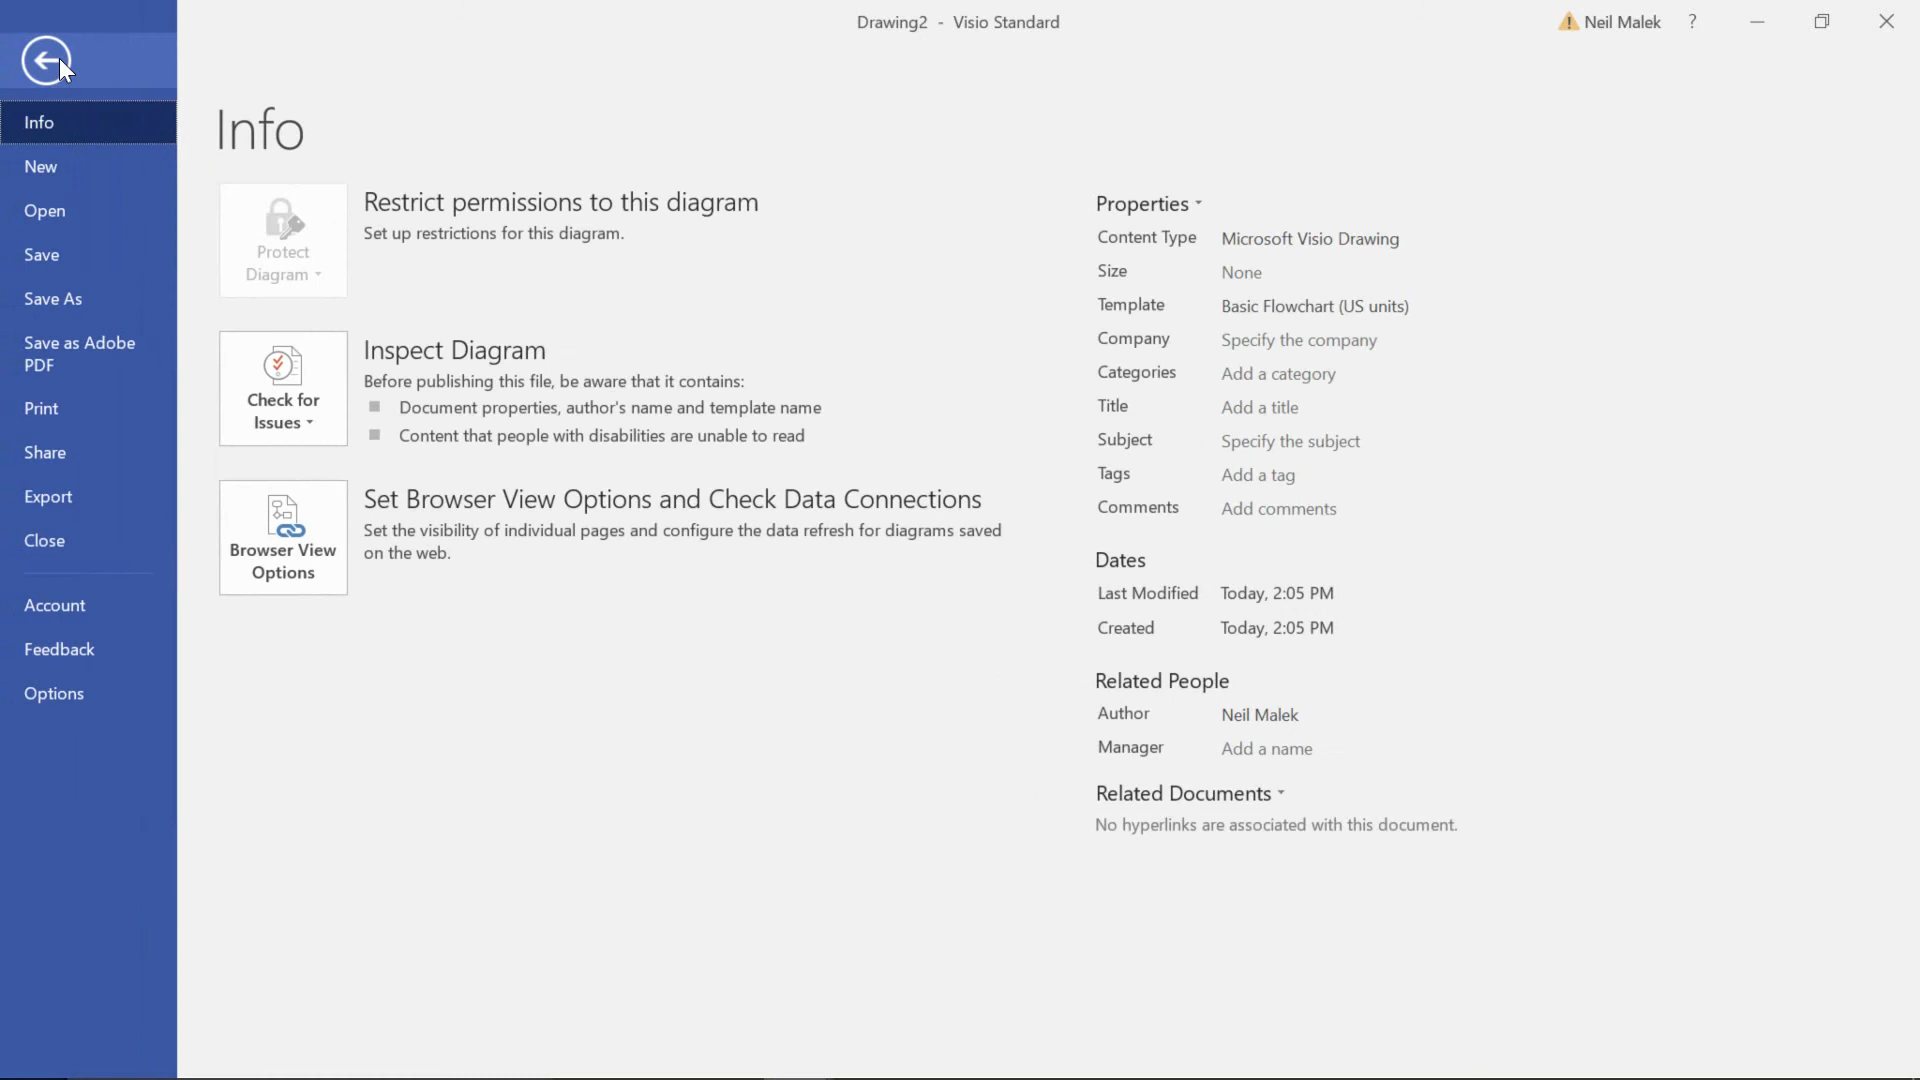 Drawing2 - Visio Standard
Neil Malek
?
Info
New
Open
Save
Save As
Save as Adobe
PDF
Print
Share
Export
Close
Account
Feedback
Options
Info
Protect
Diagram
Restrict permissions to this diagram
Set up restrictions for this diagram.
Check for
Issues
Inspect Diagram
Before publishing this file, be aware that it contains:
Document properties, author's name and template name
Content that people with disabilities are unable to read
Browser View
Options
Set Browser View Options and Check Data Connections
Set the visibility of individual pages and configure the data refresh for diagrams saved
on the web.
Properties
Content Type Microsoft Visio Drawing
Size None
Template Basic Flowchart (US units)
Company Specify the company
Categories Add a category
Title Add a title
Subject Specify the subject
Tags Add a tag
Comments Add comments
Dates
Last Modified Today, 2:05 PM
Created Today, 2:05 PM
Related People
Author Neil Malek
Manager Add a name
Related Documents
No hyperlinks are associated with this document.